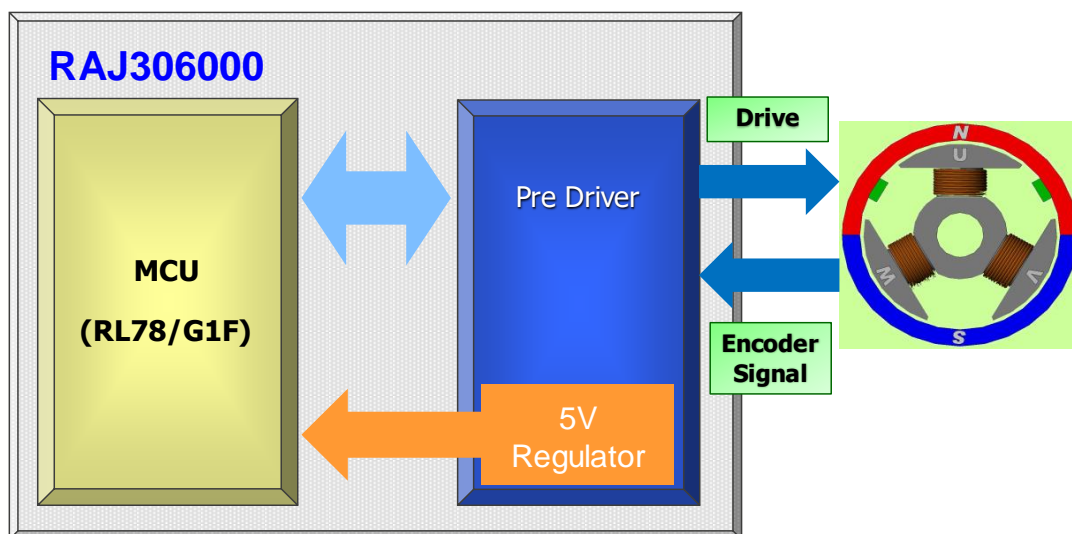 RAJ306000
MCU
(RL78/G1F)
Pre Driver
5V
Regulator
Drive
Encoder
Signal
N
U
W
V
S